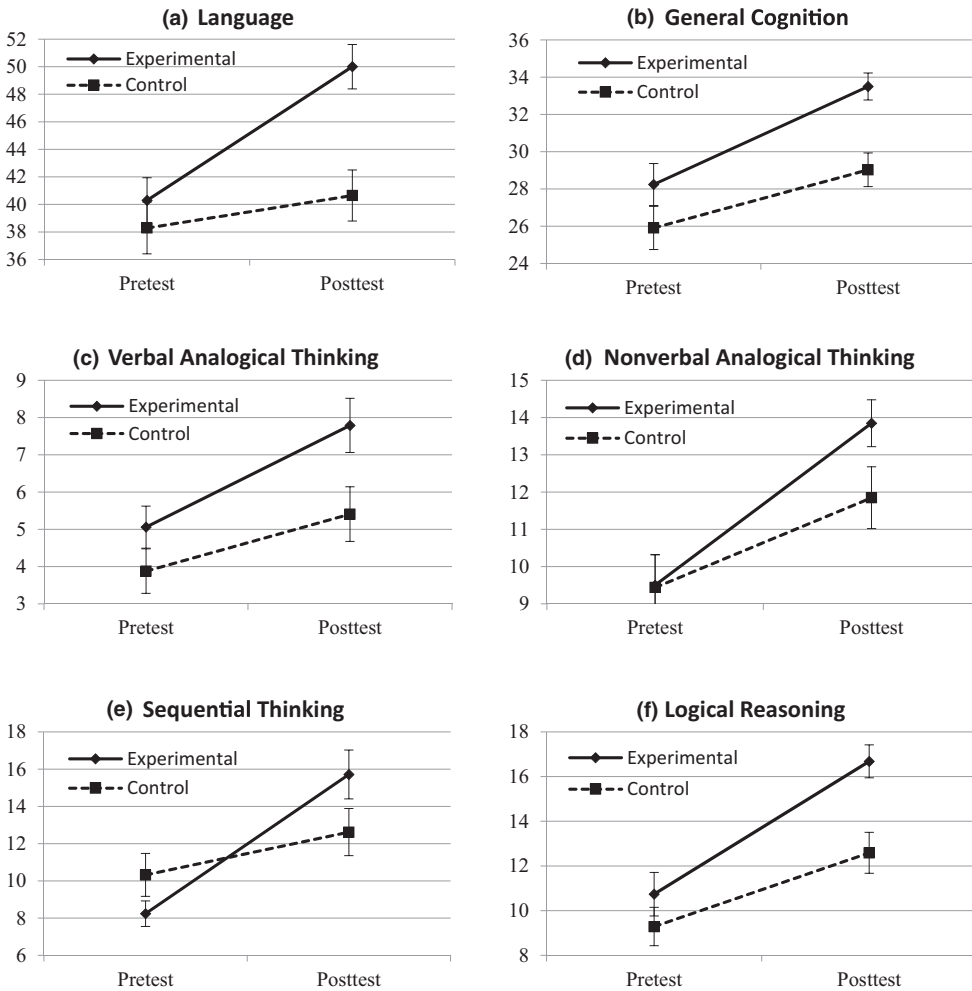 (a) Language
52
50
48
46
44
42
40
38
36
Experimental
Control
Pretest
Posttest
(b) General Cognition
36
34
32
30
28
26
24
Experimental
Control
Pretest
Posttest
(c) Verbal Analogical Thinking
9
8
7
6
5
4
3
Experimental
Control
Pretest
Posttest
(d) Nonverbal Analogical Thinking
15
14
13
12
11
10
9
Experimental
Control
Pretest
Posttest
(e) Sequential Thinking
18
16
14
12
10
8
6
Experimental
Control
Pretest
Posttest
(f) Logical Reasoning
18
16
14
12
10
8
Experimental
Control
Pretest
Posttest